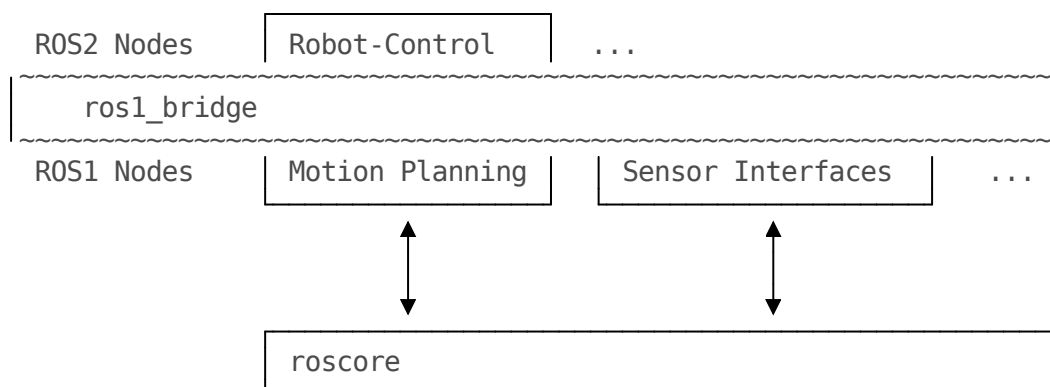 ROS2 Nodes Robot-Control ...
ros1_bridge
ROS1 Nodes Motion Planning Sensor Interfaces ...
roscore